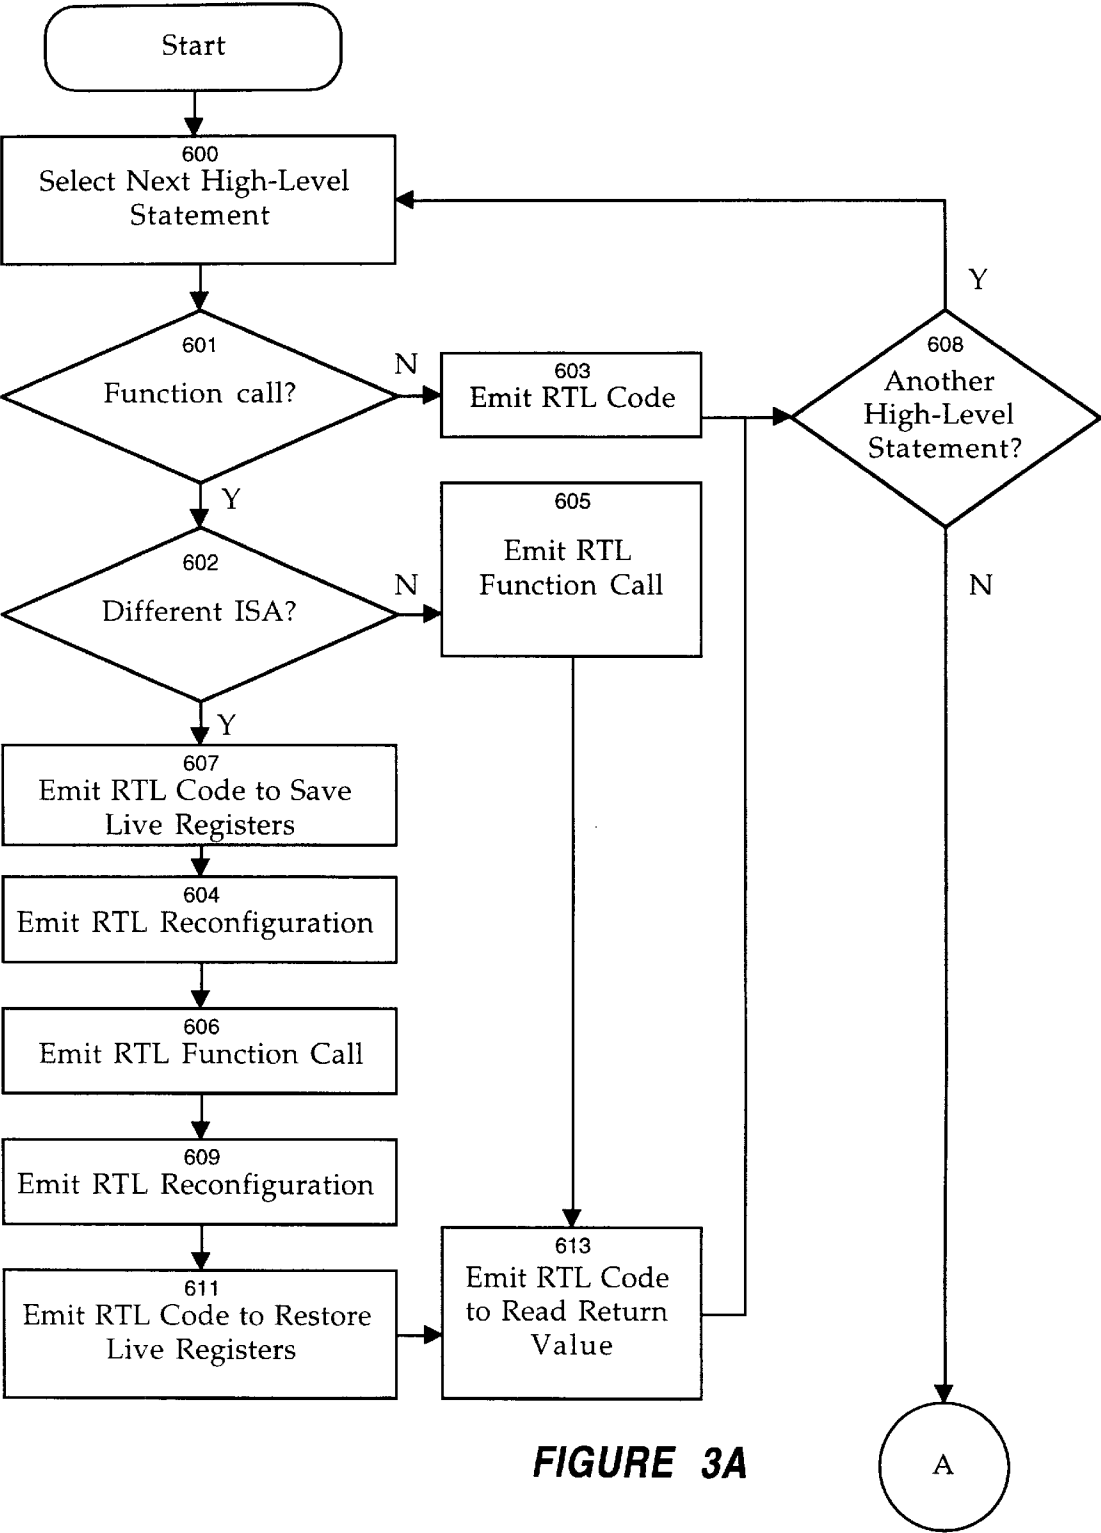 Start
600
Select Next High-Level
Statement
Y
601
Function call?
N
603
Emit RTL Code
608
Another
High-Level
Statement?
Y
605
Emit RTL
Function Call
602
Different ISA?
N
N
Y
607
Emit RTL Code to Save
Live Registers
604
Emit RTL Reconfiguration
606
Emit RTL Function Call
609
Emit RTL Reconfiguration
611
Emit RTL Code to Restore
Live Registers
613
Emit RTL Code
to Read Return
Value
FIGURE 3A
A